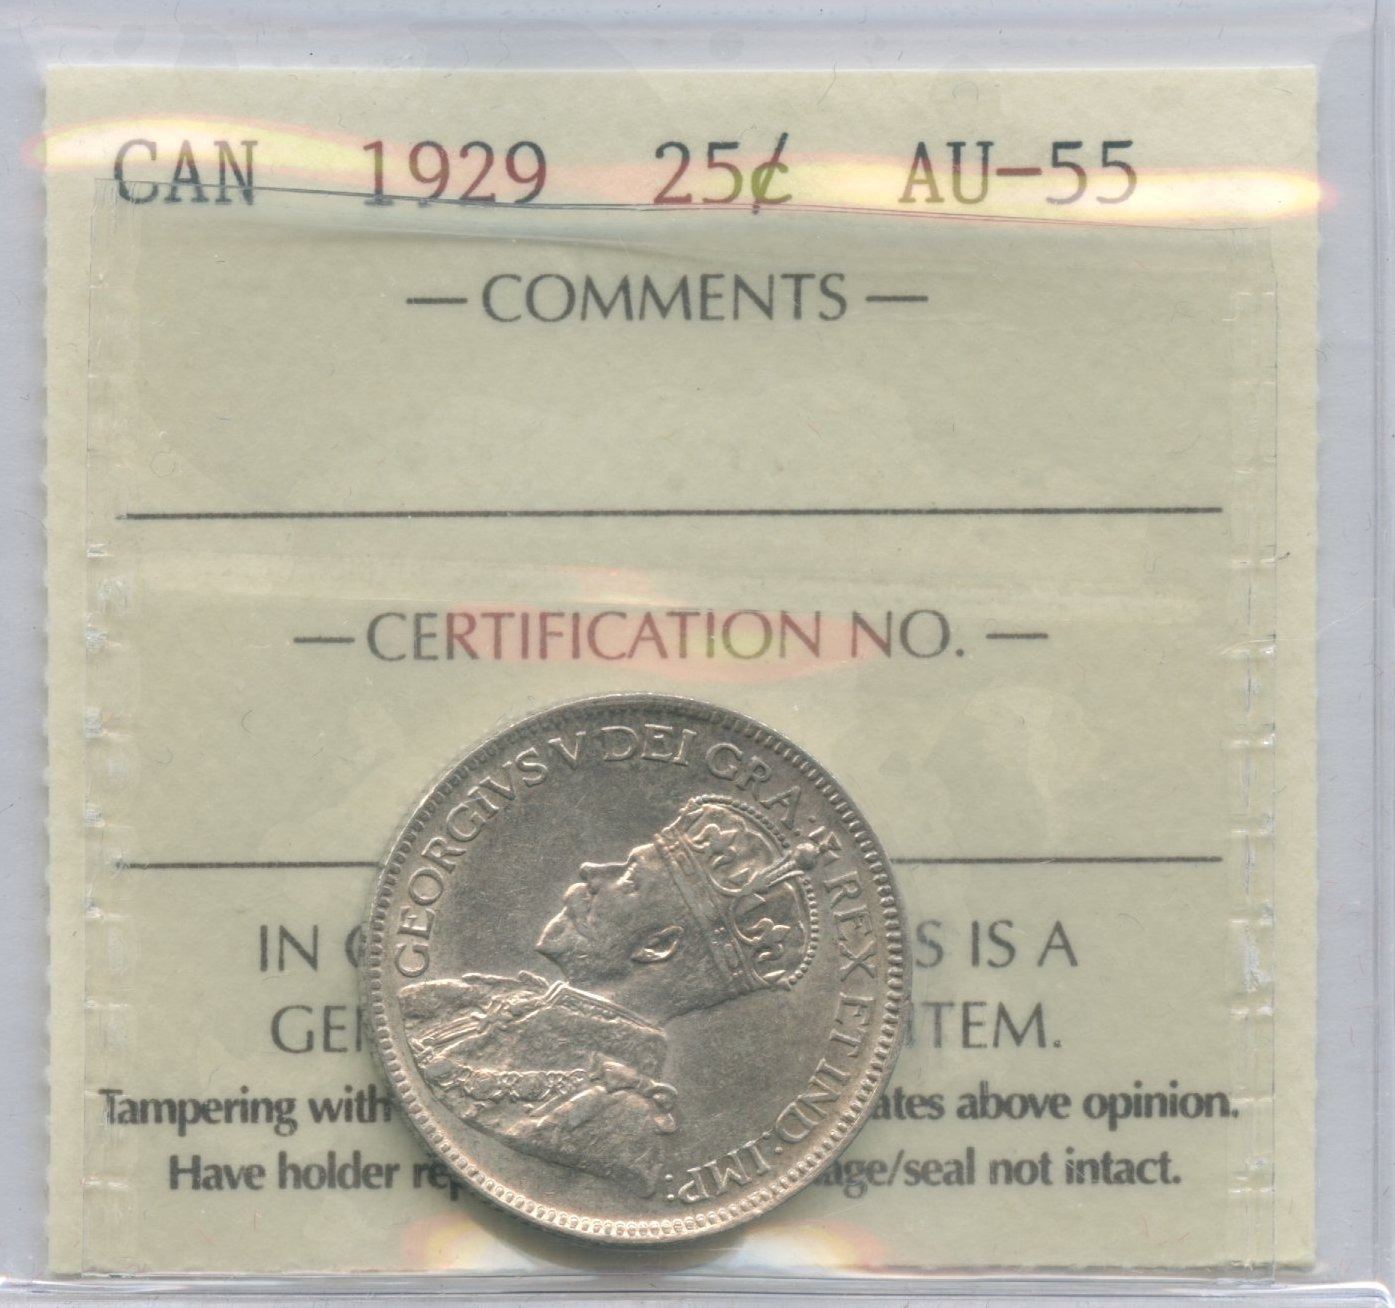 CAN 1929 25¢ AU-55
— COMMENTS —
— CERTIFICATION NO. —
GEORGIVS V DEI GRA: REX ET IND: IMP:
IN S IS A
GE ITEM.
Tampering with ates above opinion.
Have holder re age/seal not intact.